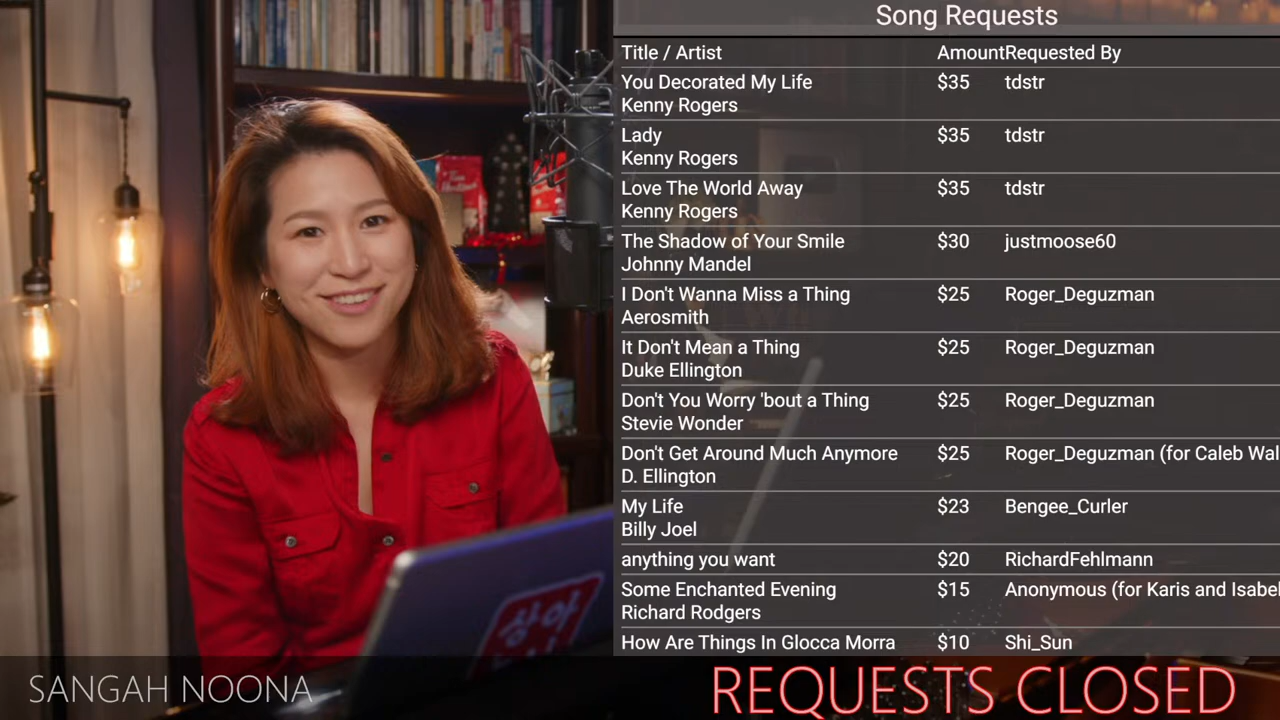 Song Requests
Title / Artist AmountRequested By
You Decorated My Life $35 tdstr
Kenny Rogers
Lady $35 tdstr
Kenny Rogers
Love The World Away $35 tdstr
Kenny Rogers
The Shadow of Your Smile $30 justmoose60
Johnny Mandel
I Don't Wanna Miss a Thing $25 Roger_Deguzman
Aerosmith
It Don't Mean a Thing $25 Roger_Deguzman
Duke Ellington
Don't You Worry 'bout a Thing $25 Roger_Deguzman
Stevie Wonder
Don't Get Around Much Anymore $25 Roger_Deguzman (for Caleb Wal
D. Ellington
My Life $23 Bengee_Curler
Billy Joel
anything you want $20 RichardFehlmann
Some Enchanted Evening $15 Anonymous (for Karis and Isabel
Richard Rodgers
How Are Things In Glocca Morra $10 Shi_Sun
상아
SANGAH NOONA
REQUESTS CLOSED